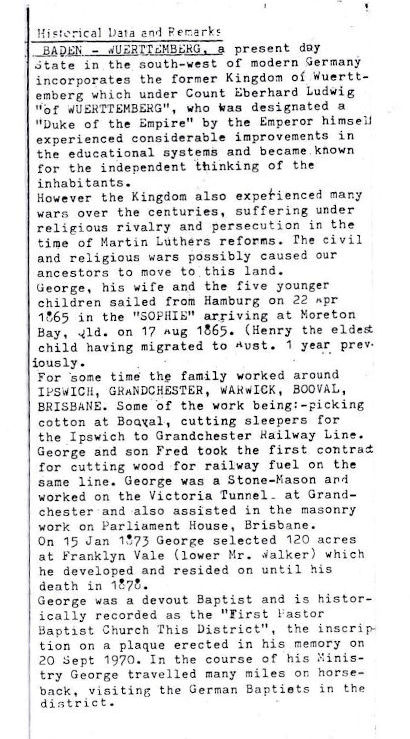 Historical Data and Remarks
BADEN - WUERTTEMBERG, a present day
State in the south-west of modern Germany
incorporates the former Kingdom of Wuertt-
emberg which under Count Eberhard Ludwig
"of WUERTTEMBERG", who was designated a
"Duke of the Empire" by the Emperor himself
experienced considerable improvements in
the educational systems and became known
for the independent thinking of the
inhabitants.
However the Kingdom also experienced many
wars over the centuries, suffering under
religious rivalry and persecution in the
time of Martin Luthers reforms. The civil
and religious wars possibly caused our
ancestors to move to this land.
George, his wife and the five younger
children sailed from Hamburg on 22 Apr
1865 in the "SOPHIE" arriving at Moreton
Bay, Qld. on 17 Aug 1865. (Henry the eldest
child having migrated to Aust. 1 year prev-
iously.
For some time the family worked around
IPSWICH, GRANDCHESTER, WARWICK, BOOVAL,
BRISBANE. Some of the work being:-picking
cotton at Booval, cutting sleepers for
the Ipswich to Grandchester Railway Line.
George and son Fred took the first contract
for cutting wood for railway fuel on the
same line. George was a Stone-Mason and
worked on the Victoria Tunnel at Grand-
chester and also assisted in the masonry
work on Parliament House, Brisbane.
On 15 Jan 1873 George selected 120 acres
at Franklyn Vale (lower Mr. Walker) which
he developed and resided on until his
death in 1878.
George was a devout Baptist and is histor-
ically recorded as the "First Pastor
Baptist Church This District", the inscrip-
tion on a plaque erected in his memory on
20 Sept 1970. In the course of his Minis-
try George travelled many miles on horse-
back, visiting the German Baptists in the
district.